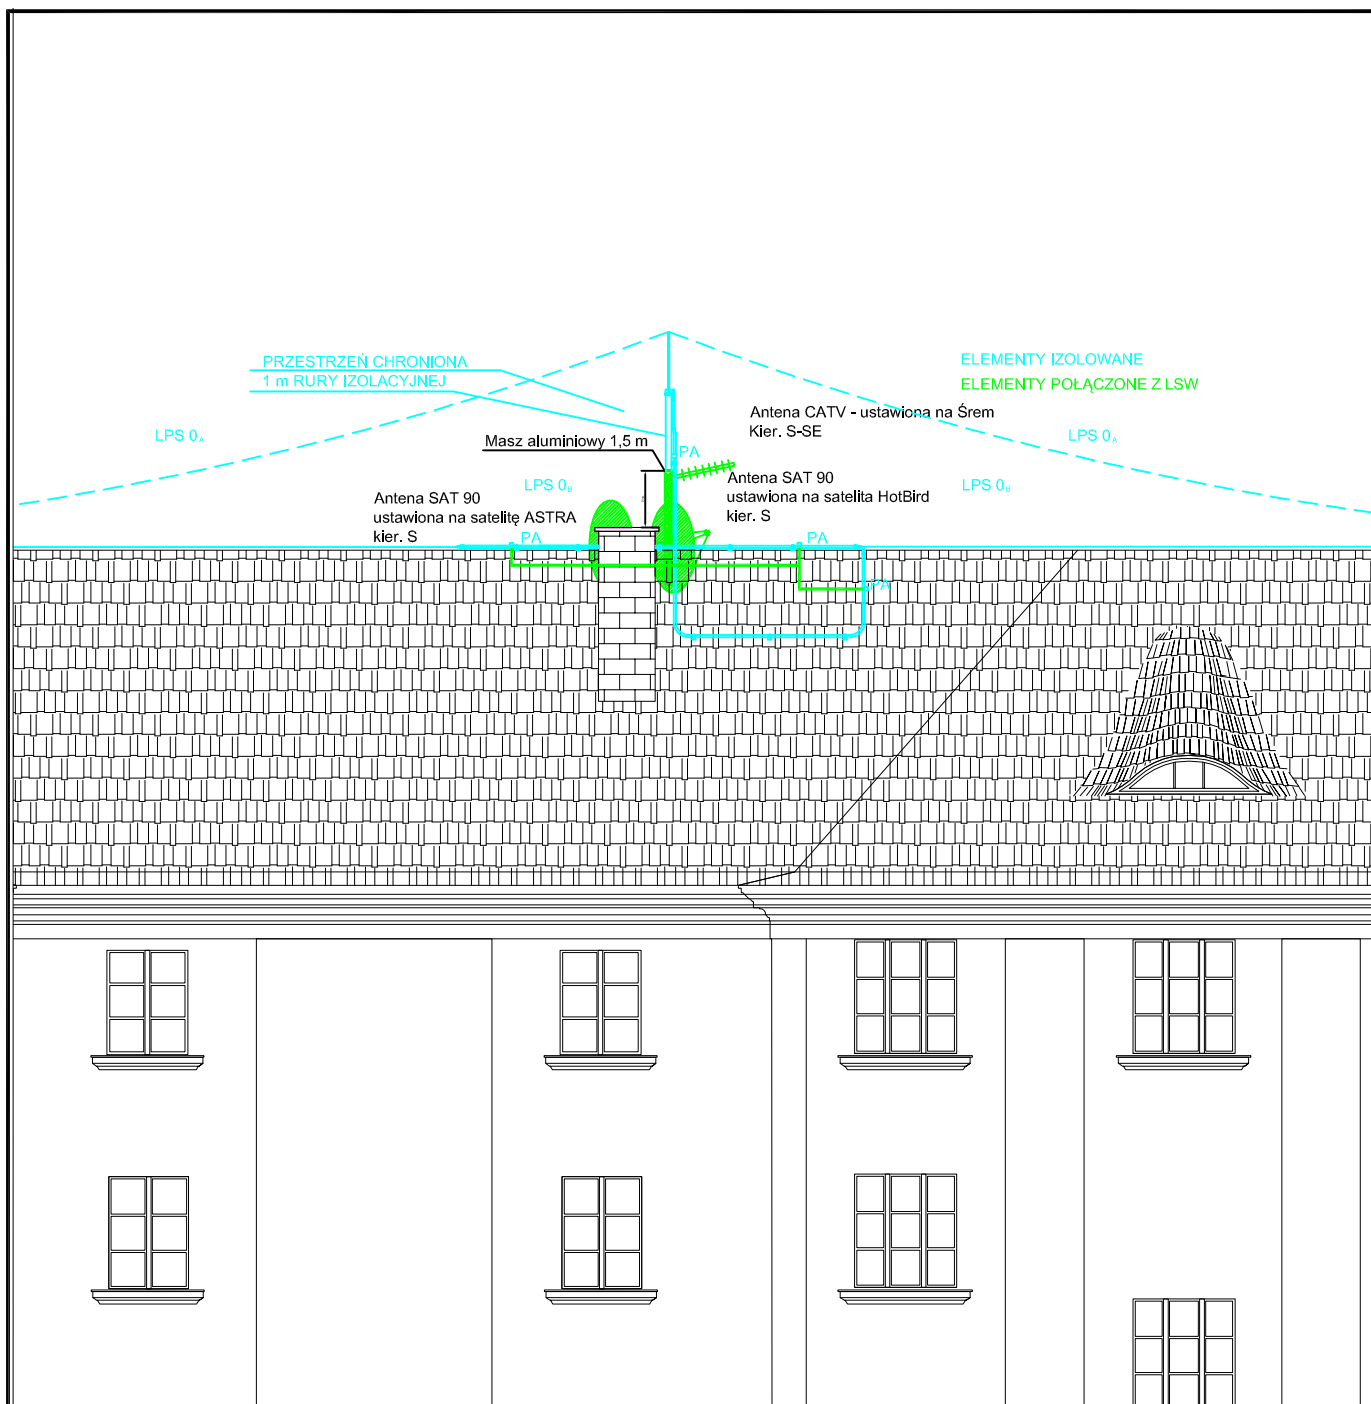 PRZESTRZEŃ CHRONIONA
1 m RURY IZOLACYJNEJ
ELEMENTY IZOLOWANE
ELEMENTY POŁĄCZONE Z LSW
Antena CATV - ustawiona na Śrem
Kier. S-SE
LPS 0A
LPS 0A
Masz aluminiowy 1,5 m
PA
Antena SAT 90
ustawiona na satelita HotBird
kier. S
LPS 0B
LPS 0B
Antena SAT 90
ustawiona na satelitę ASTRA
kier. S
PA
PA
PA